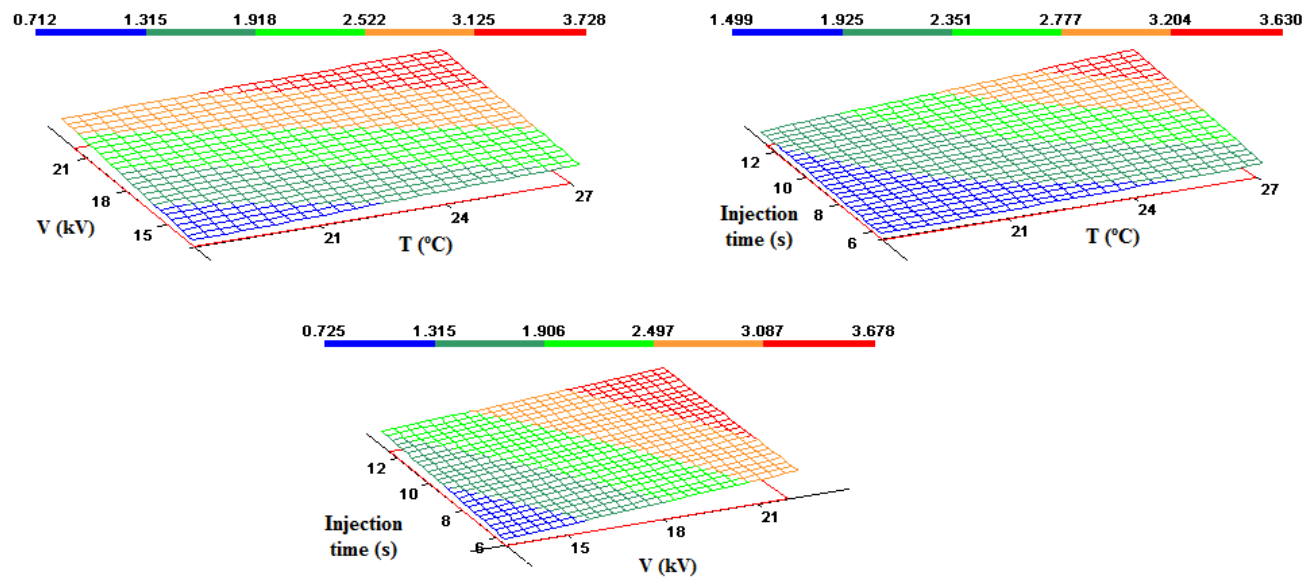 0.712 1.315 1.918 2.522 3.125 3.728
21
18
15
V (kV)
21
24
27
T (ºC)
1.499 1.925 2.351 2.777 3.204 3.630
12
10
8
6
Injection
time (s)
21
24
27
T (ºC)
0.725 1.315 1.906 2.497 3.087 3.678
12
10
8
6
Injection
time (s)
15
18
21
V (kV)